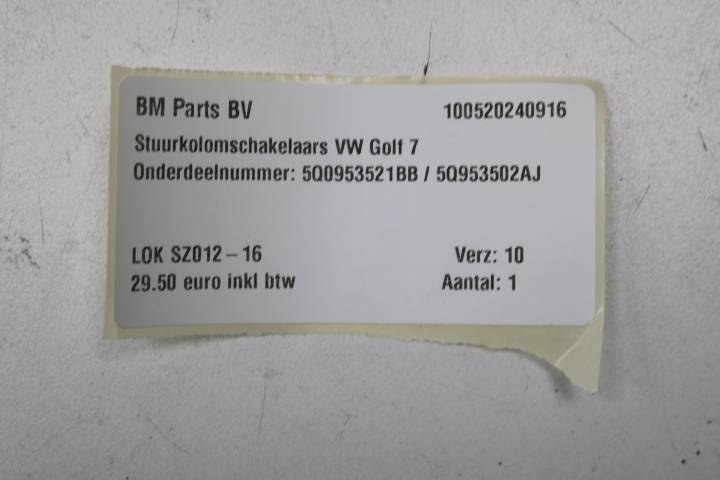 BM Parts BV 100520240916
Stuurkolomschakelaars VW Golf 7
Onderdeelnummer: 5Q0953521BB / 5Q953502AJ
LOK SZ012-16 Verz: 10
29.50 euro inkl btw Aantal: 1